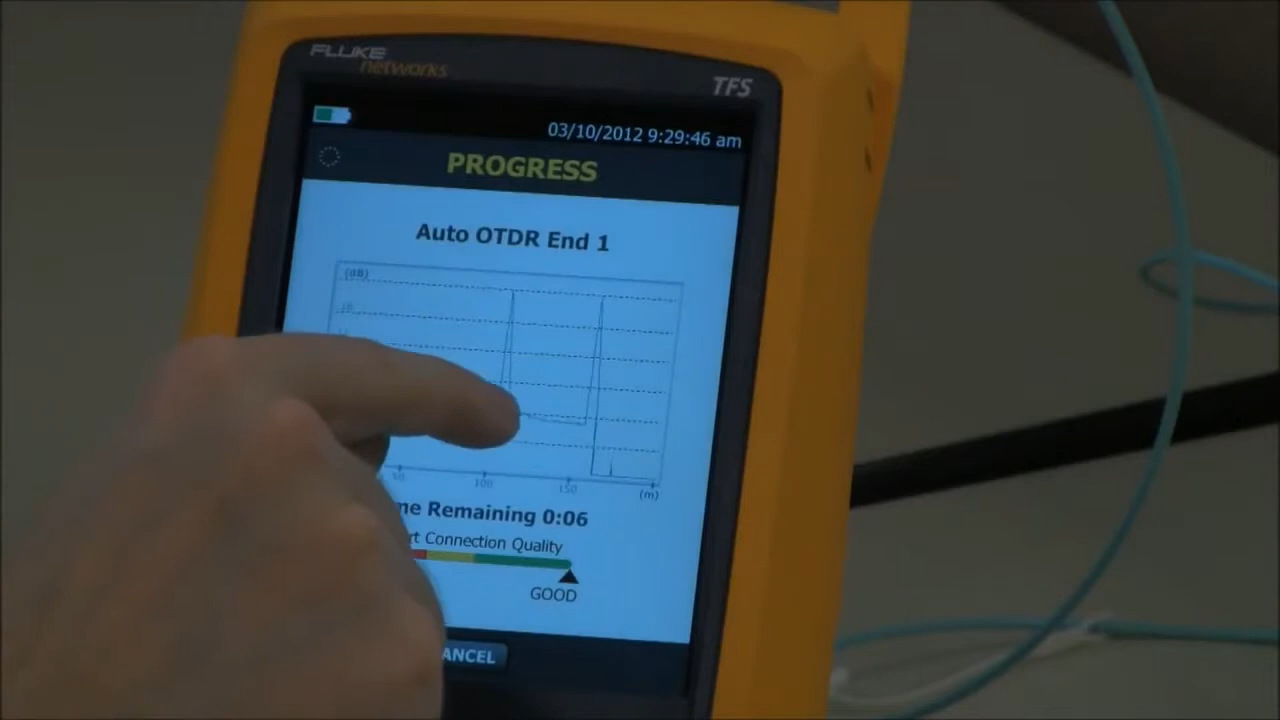 FLUKE
networks
TFS
03/10/2012 9:29:46 am
PROGRESS
Auto OTDR End 1
(dB)
100
150
(m)
me Remaining 0:06
rt Connection Quality
GOOD
ANCEL